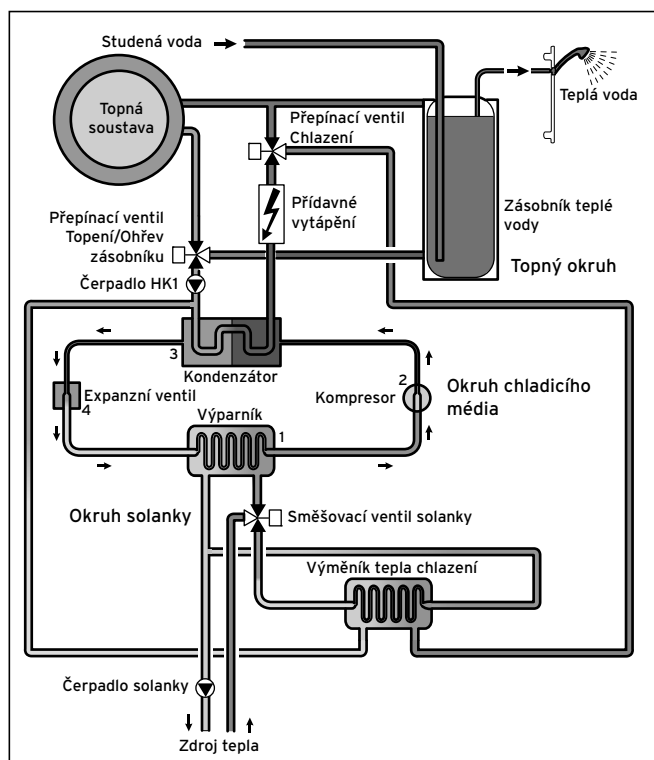 Studená voda
Teplá voda
Topná
soustava
Přepínací ventil
Chlazení
Přídavné
vytápění
Zásobník teplé
vody
Přepínací ventil
Topení/Ohřev
zásobníku
Topný okruh
Čerpadlo HK1
3
Kondenzátor
Expanzní ventil
4
2
Kompresor
Okruh chladicího
média
Výparník
1
Okruh solanky
Směšovací ventil solanky
Výměník tepla chlazení
Čerpadlo solanky
Zdroj tepla